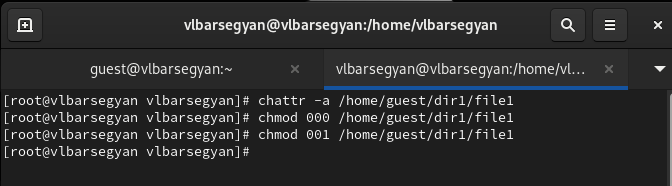 vlbarsegyan@vlbarsegyan:/home/vlbarsegyan
guest@vlbarsegyan:~
vlbarsegyan@vlbarsegyan:/home/vl...
[root@vlbarsegyan vlbarsegyan]# chattr -a /home/guest/dir1/file1
[root@vlbarsegyan vlbarsegyan]# chmod 000 /home/guest/dir1/file1
[root@vlbarsegyan vlbarsegyan]# chmod 001 /home/guest/dir1/file1
[root@vlbarsegyan vlbarsegyan]#